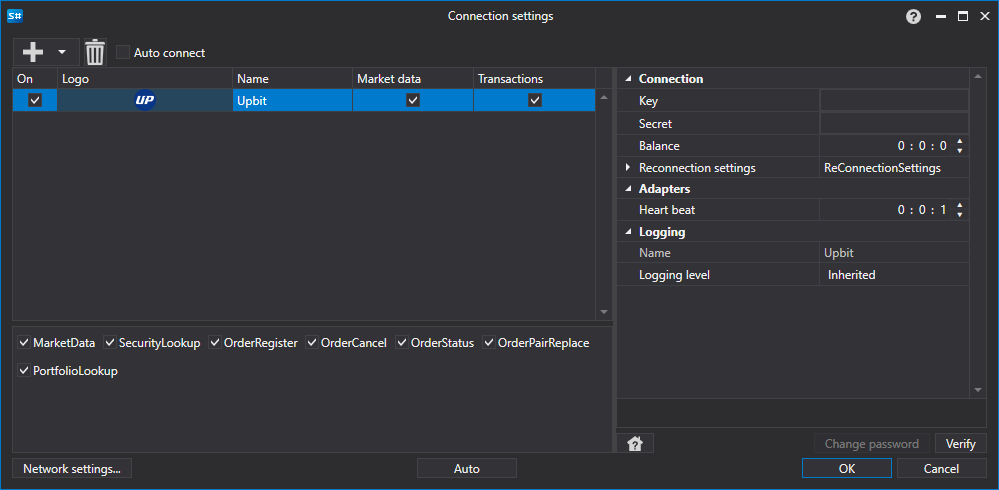 S#
Connection settings
?
Auto connect
On Logo Name Market data Transactions
UP Upbit
MarketData SecurityLookup OrderRegister OrderCancel OrderStatus OrderPairReplace
PortfolioLookup
Connection
Key
Secret
Balance 0 : 0 : 0
Reconnection settings ReConnectionSettings
Adapters
Heart beat 0 : 0 : 1
Logging
Name Upbit
Logging level Inherited
?
Change password Verify
Network settings... Auto OK Cancel